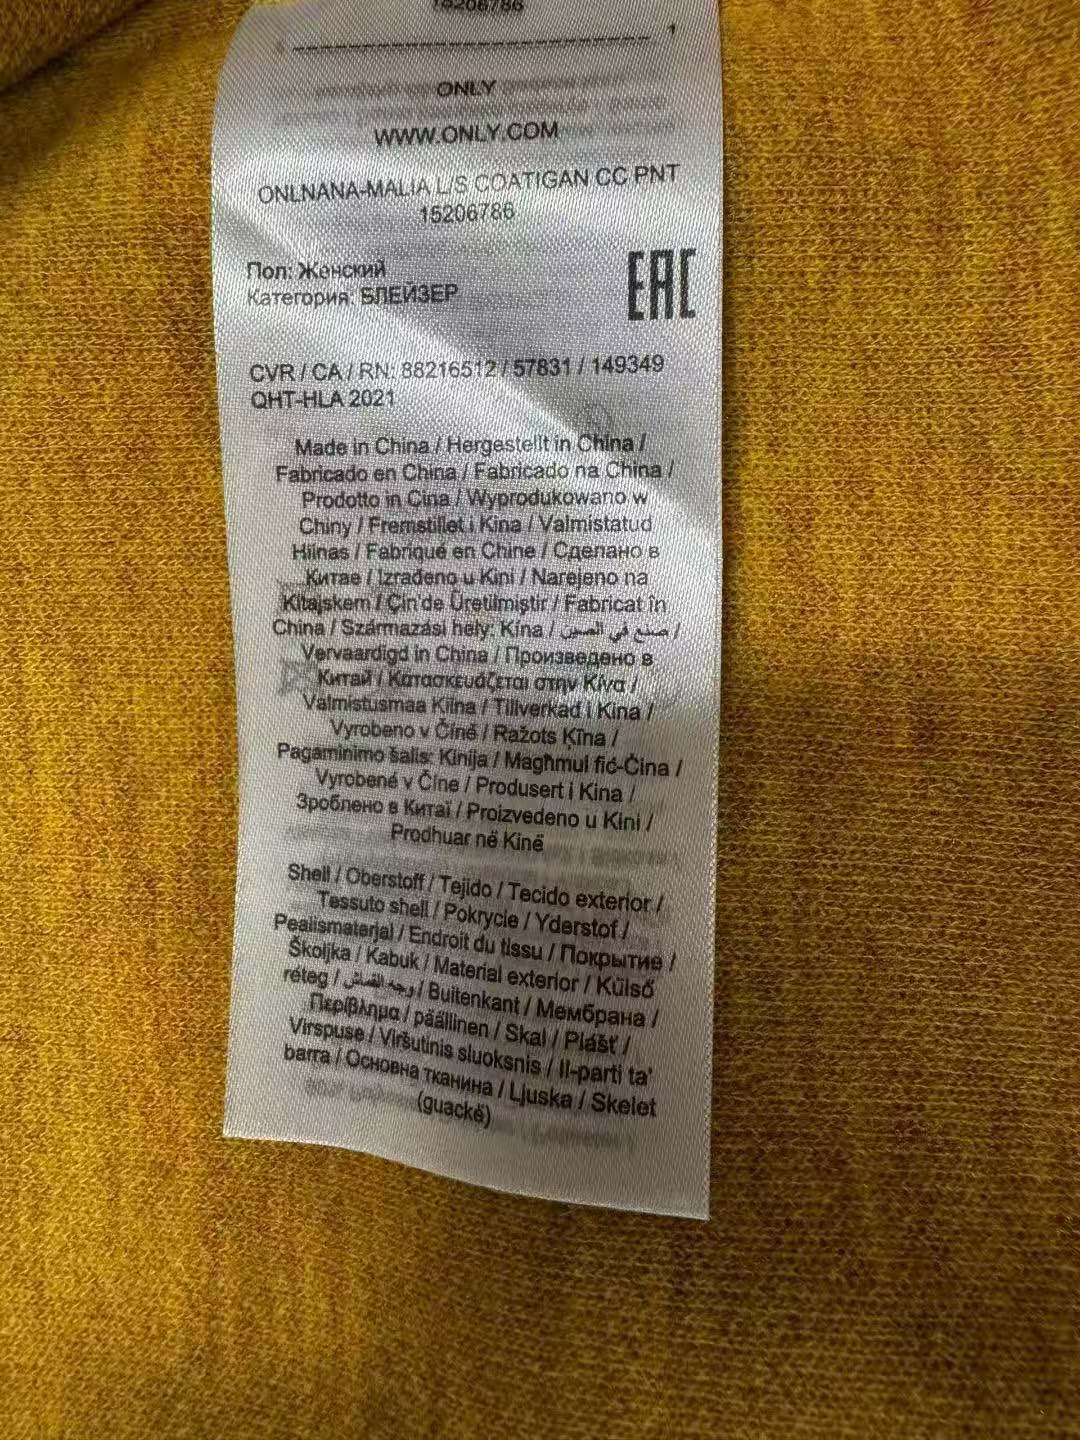 15206786
1
ONLY
WWW.ONLY.COM
ONLNANA-MALIA L/S COATIGAN CC PNT
15206786
Пол: Женский
Категория: БЛЕЙЗЕР
EAC
CVR / CA / RN: 88216512 / 57831 / 149349
QHT-HLA 2021
Made in China / Hergestellt in China /
Fabricado en China / Fabricado na China /
Prodotto in Cina / Wyprodukowano w
Chiny / Fremstillet i Kina / Valmistatud
Hiinas / Fabriqué en Chine / Сделано в
Китае / Izrađeno u Kini / Narejeno na
Kitajskem / Çin'de Üretilmiştir / Fabricat în
China / Származási hely: Kína / صنع في الصين /
Vervaardigd in China / Произведено в
Китай / Κατασκευάζεται στην Κίνα /
Valmistusmaa Kiina / Tillverkad i Kina /
Vyrobeno v Číně / Ražots Ķīna /
Pagaminimo šalis: Kinija / Magħmul fiċ-Ċina /
Vyrobené v Číne / Produsert i Kina /
Зроблено в Китаї / Proizvedeno u Kini /
Prodhuar në Kinë
Shell / Oberstoff / Tejido / Tecido exterior /
Tessuto shell / Pokrycie / Yderstof /
Pealismaterjal / Endroit du tissu / Покрытие /
Školjka / Kabuk / Material exterior / Külső
réteg / وجه القماش / Buitenkant / Мембрана /
Περίβλημα / päällinen / Skal / Plášť /
Virspuse / Viršutinis sluoksnis / Il-parti ta'
barra / Основна тканина / Ljuska / Skelet
(guackë)